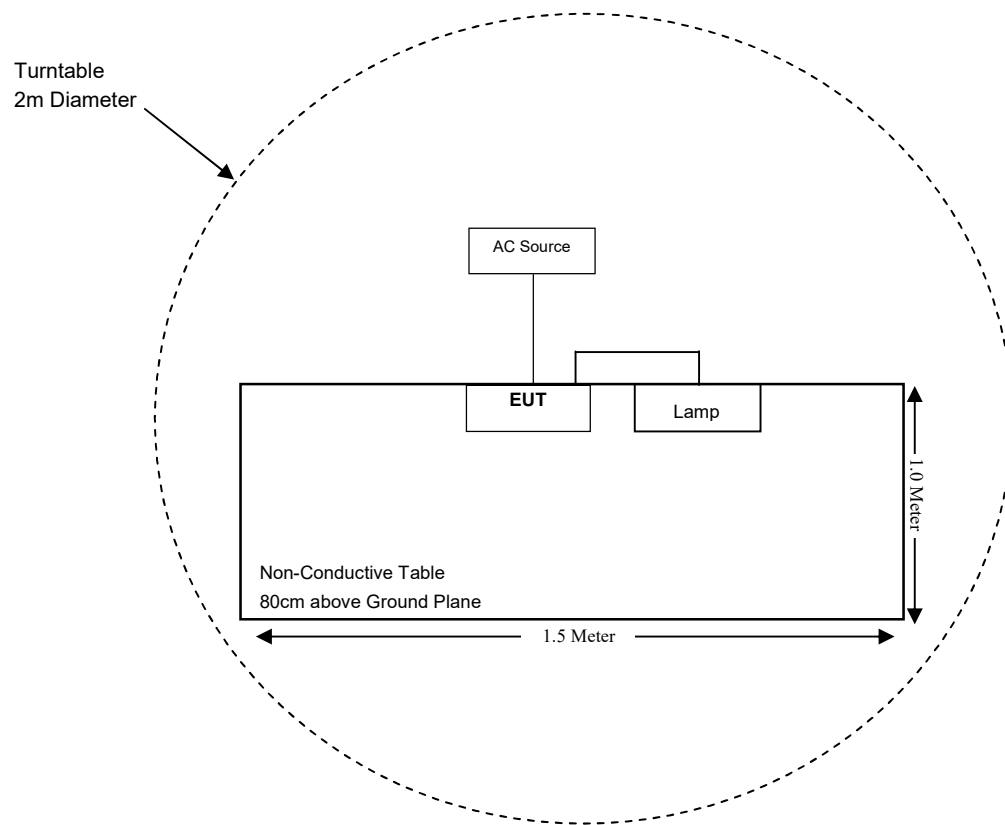 Turntable
2m Diameter
AC Source
EUT
Lamp
1.0 Meter
Non-Conductive Table
80cm above Ground Plane
1.5 Meter